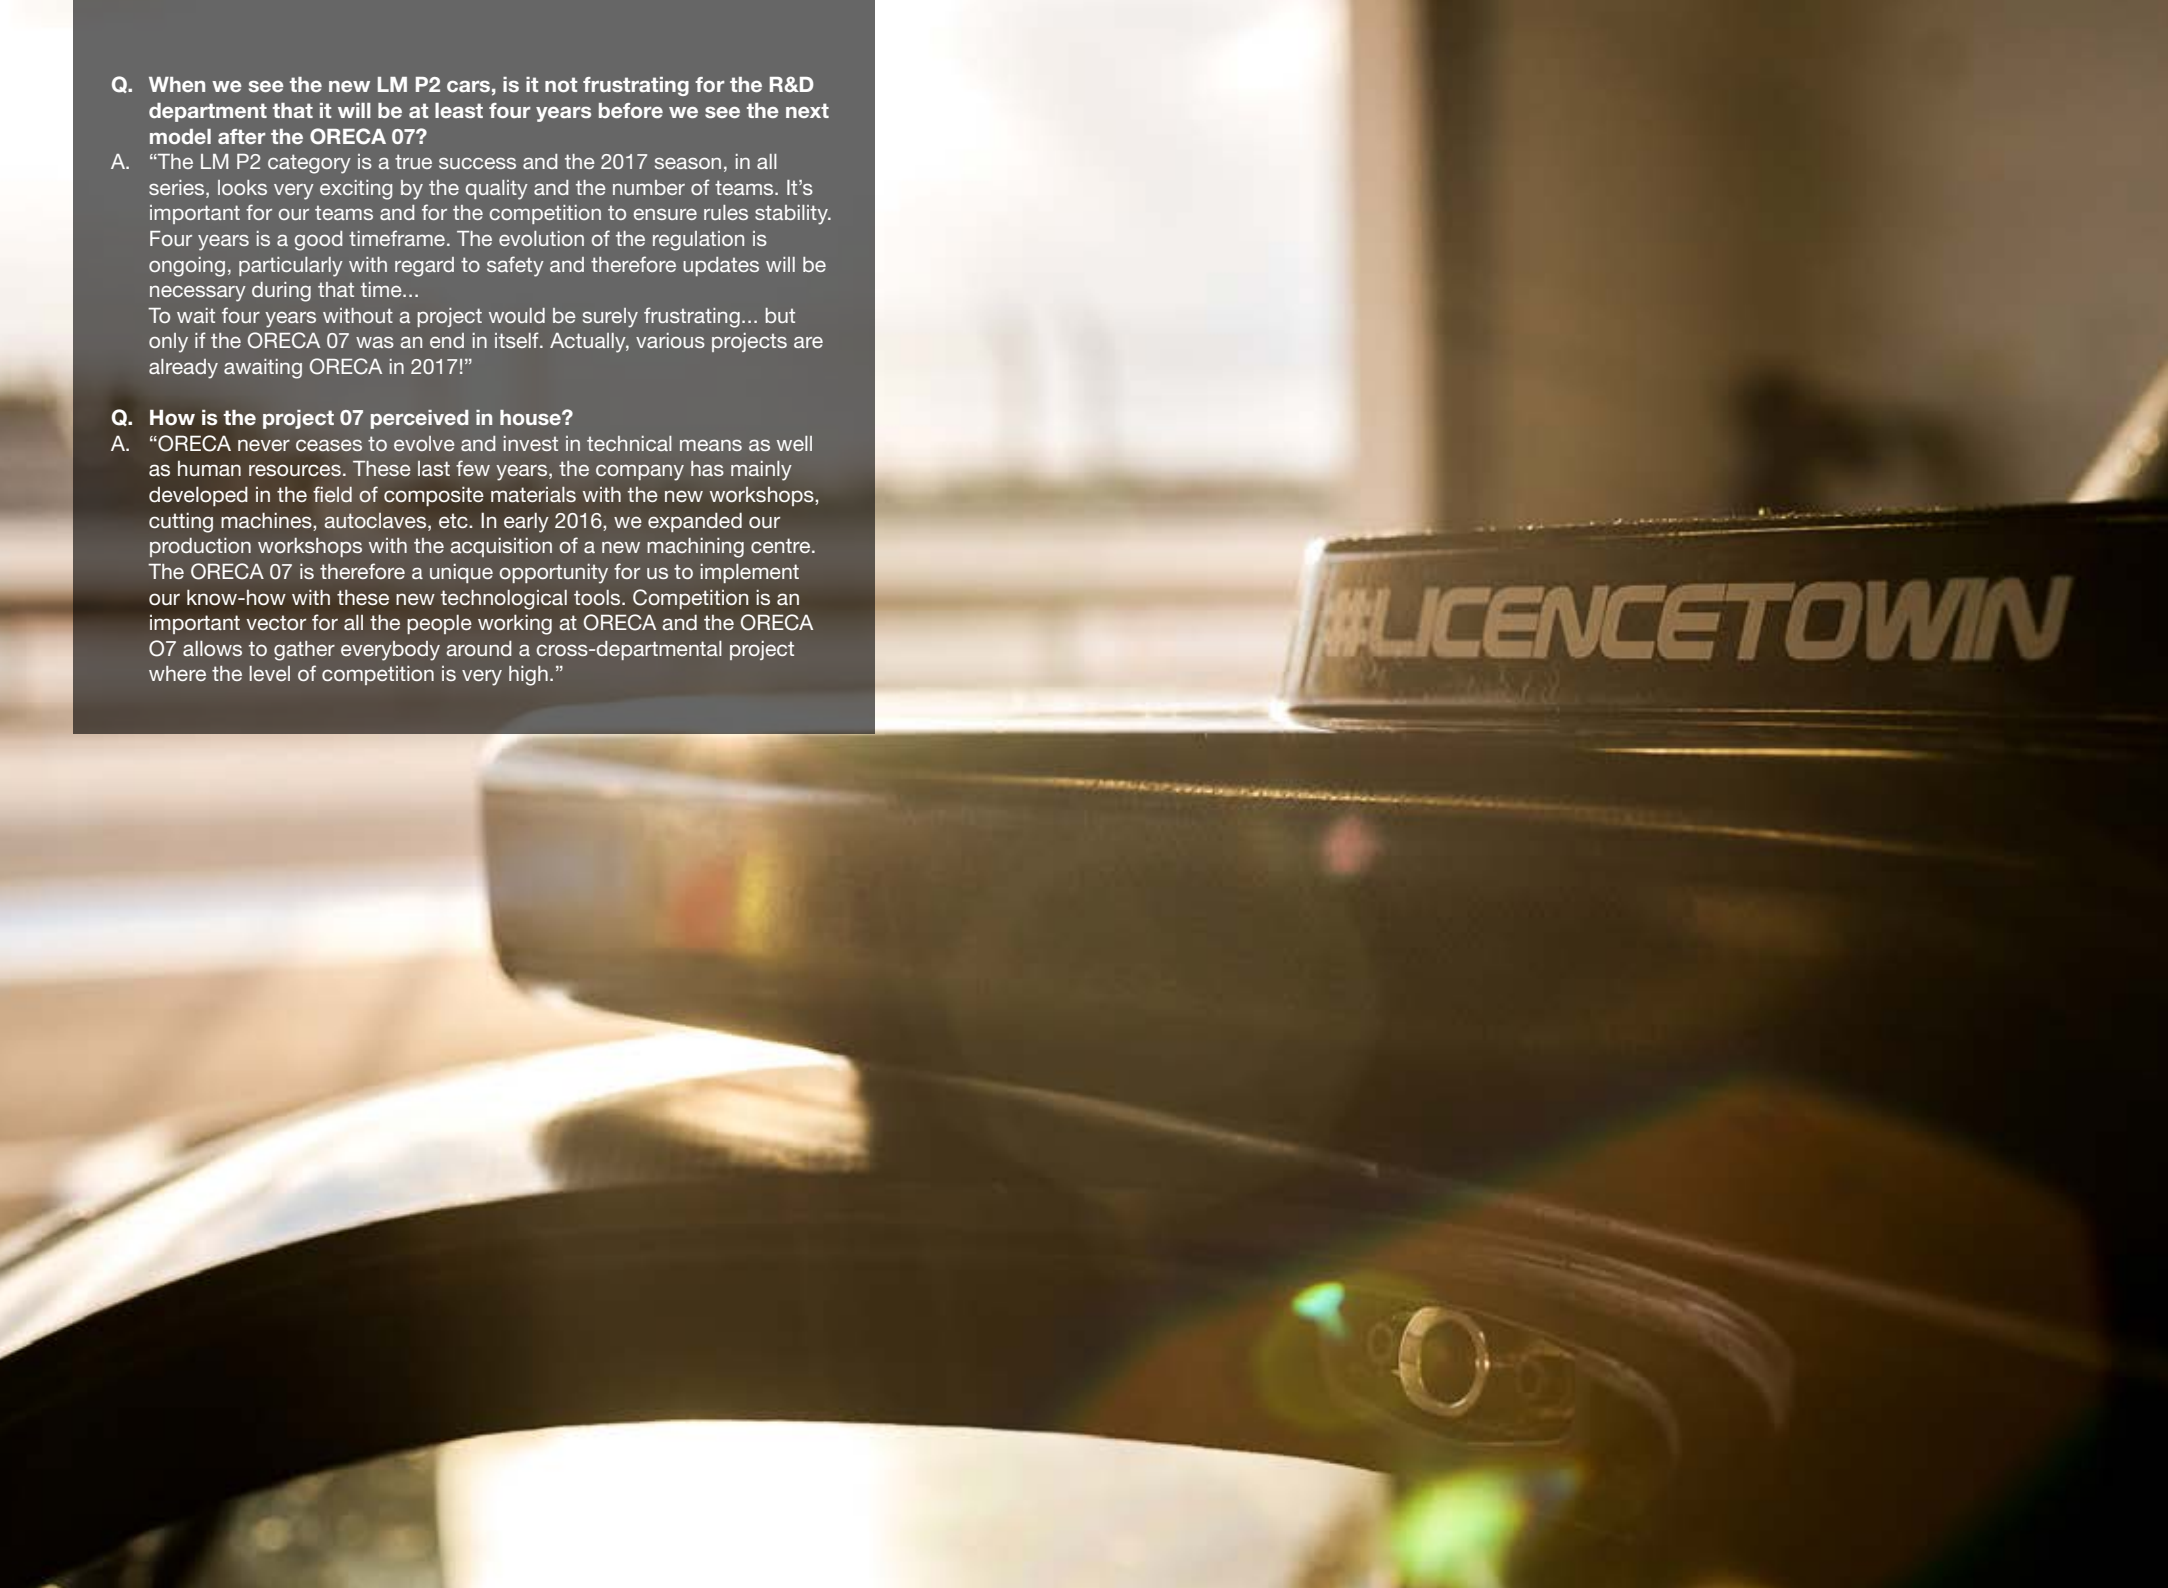 Q. When we see the new LM P2 cars, is it not frustrating for the R&D
department that it will be at least four years before we see the next
model after the ORECA 07?
A. “The LM P2 category is a true success and the 2017 season, in all
series, looks very exciting by the quality and the number of teams. It’s
important for our teams and for the competition to ensure rules stability.
Four years is a good timeframe. The evolution of the regulation is
ongoing, particularly with regard to safety and therefore updates will be
necessary during that time...
To wait four years without a project would be surely frustrating... but
only if the ORECA 07 was an end in itself. Actually, various projects are
already awaiting ORECA in 2017!”
Q. How is the project 07 perceived in house?
A. “ORECA never ceases to evolve and invest in technical means as well
as human resources. These last few years, the company has mainly
developed in the field of composite materials with the new workshops,
cutting machines, autoclaves, etc. In early 2016, we expanded our
production workshops with the acquisition of a new machining centre.
The ORECA 07 is therefore a unique opportunity for us to implement
our know-how with these new technological tools. Competition is an
important vector for all the people working at ORECA and the ORECA
O7 allows to gather everybody around a cross-departmental project
where the level of competition is very high.”
#LICENCETOWIN